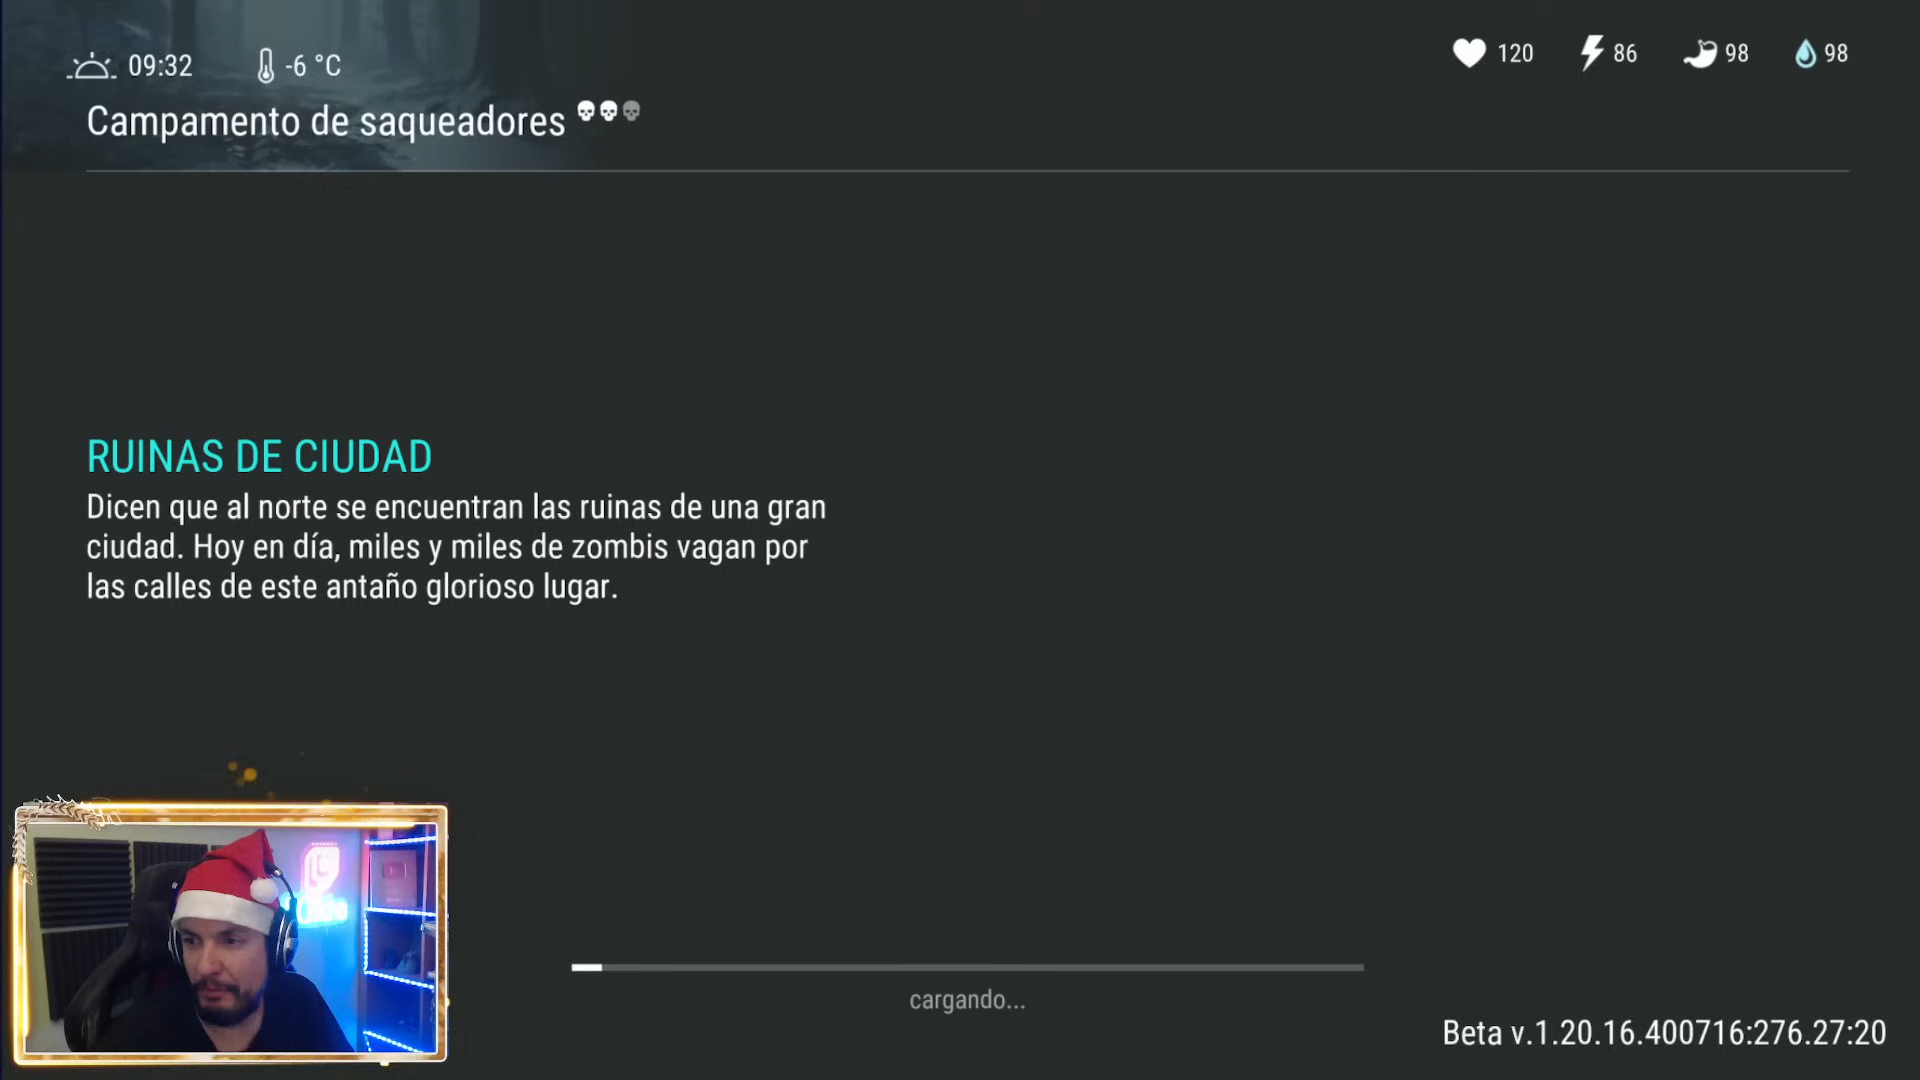 09:32
-6 °C
120
86
98
98
Campamento de saqueadores
RUINAS DE CIUDAD
Dicen que al norte se encuentran las ruinas de una gran
ciudad. Hoy en día, miles y miles de zombis vagan por
las calles de este antaño glorioso lugar.
cargando...
Beta v.1.20.16.400716:276.27:20